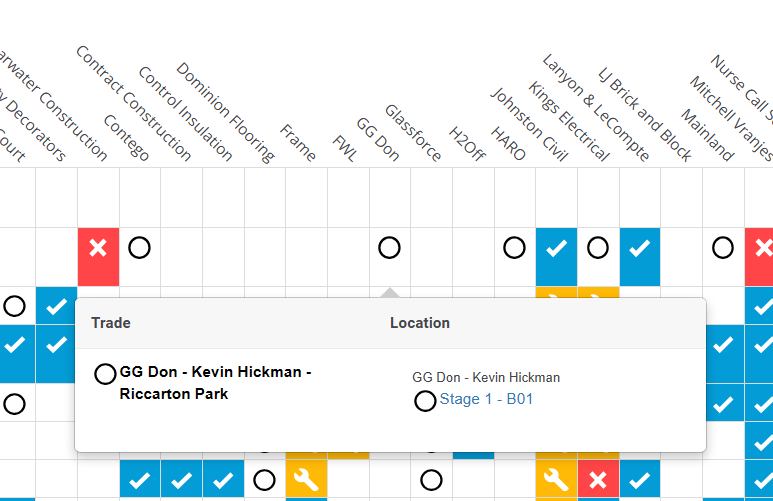 Court
Decorators
Construction
Contego
Contract Construction
Control Insulation
Dominion Flooring
Frame
FWL
GG Don
Glassforce
H2Off
HARO
Johnston Civil
Kings Electrical
Lanyon & LeCompte
LJ Brick and Block
Mainland
Mitchell Vranjes
Nurse Call
Trade
Location
GG Don - Kevin Hickman -
Riccarton Park
GG Don - Kevin Hickman
Stage 1 - B01